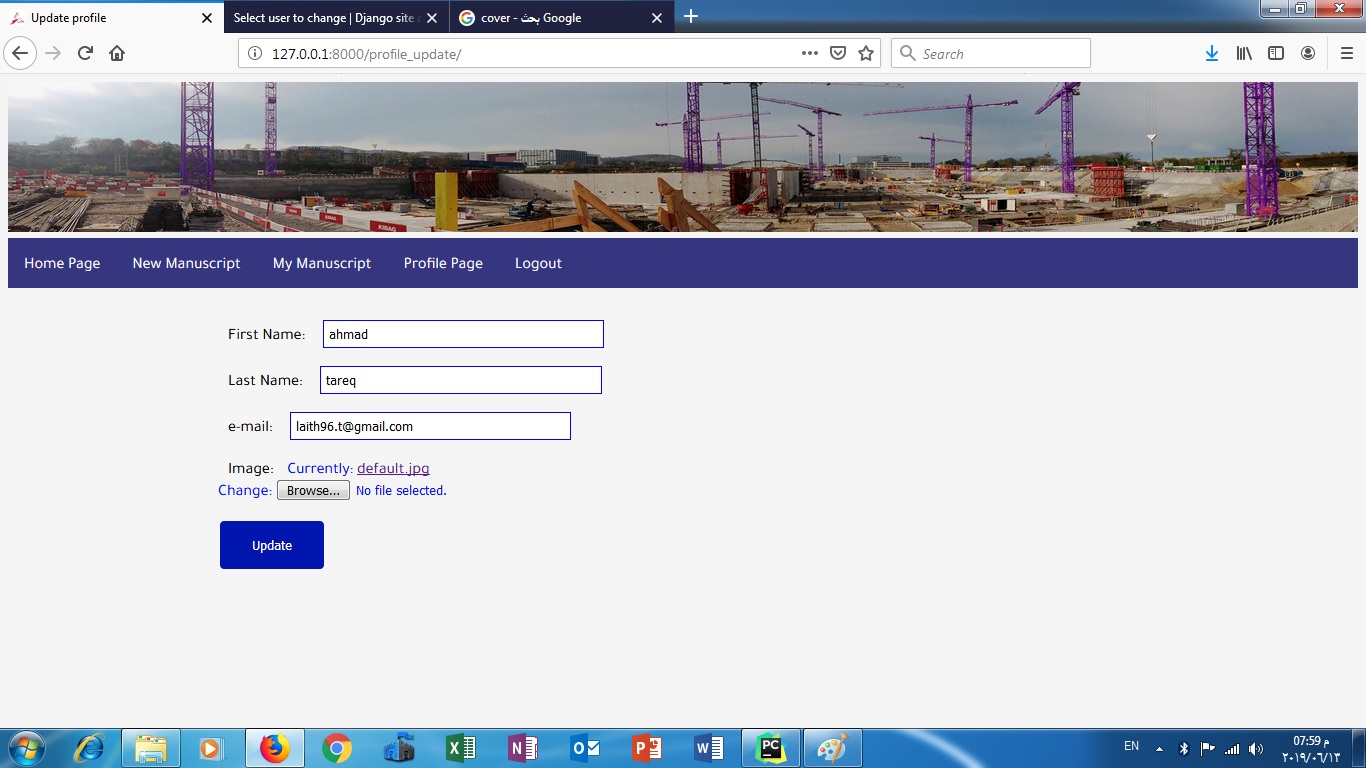 Update profile
Select user to change | Django site a
cover - بحث Google
127.0.0.1:8000/profile_update/
Search
KIBAG
KIBAG
Home Page
New Manuscript
My Manuscript
Profile Page
Logout
First Name: ahmad
Last Name: tareq
e-mail: laith96.t@gmail.com
Image: Currently: default.jpg
Change: Browse... No file selected.
Update
EN
07:59 م
٢٠١٩/٠٦/١٣